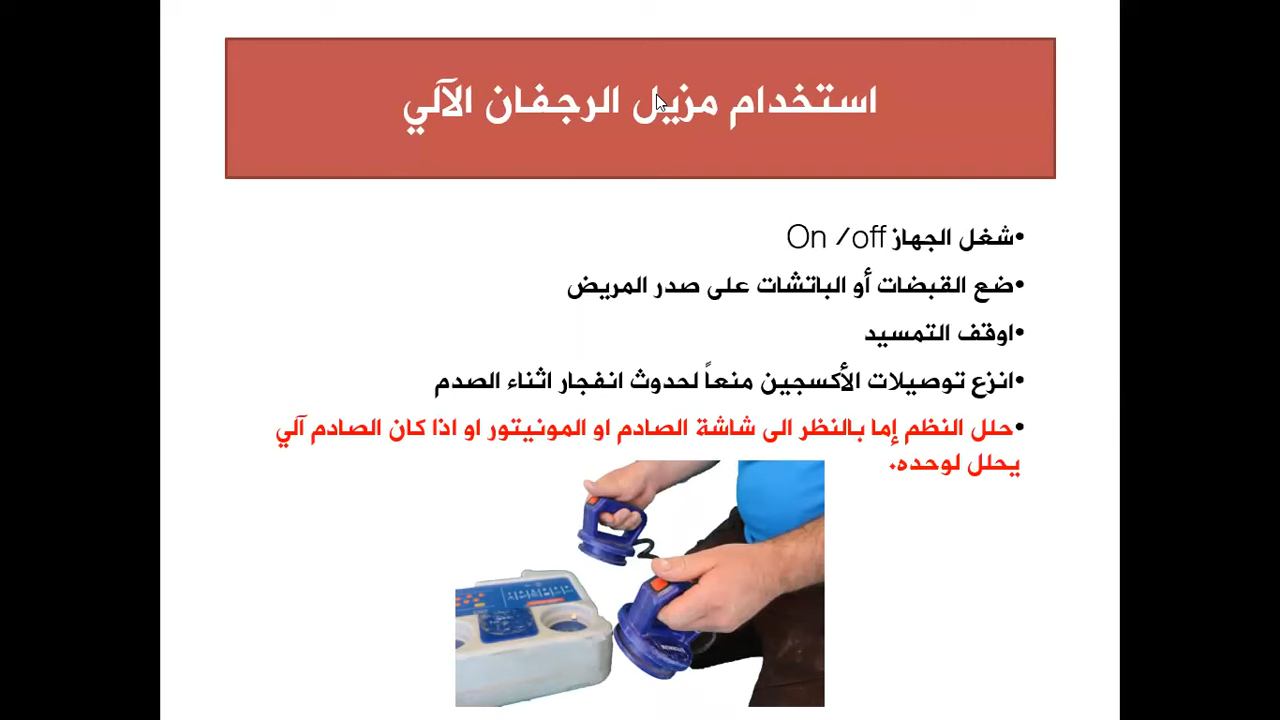 استخدام مزيل الرجفان الآلي
•شغل الجهاز On /off
•ضع القبضات أو الباتشات على صدر المريض
•اوقف التمسيد
•انزع توصيلات الأكسجين منعاً لحدوث انفجار اثناء الصدم
•حلل النظم إما بالنظر الى شاشة الصادم او المونيتور او اذا كان الصادم آلي
يحلل لوحده.